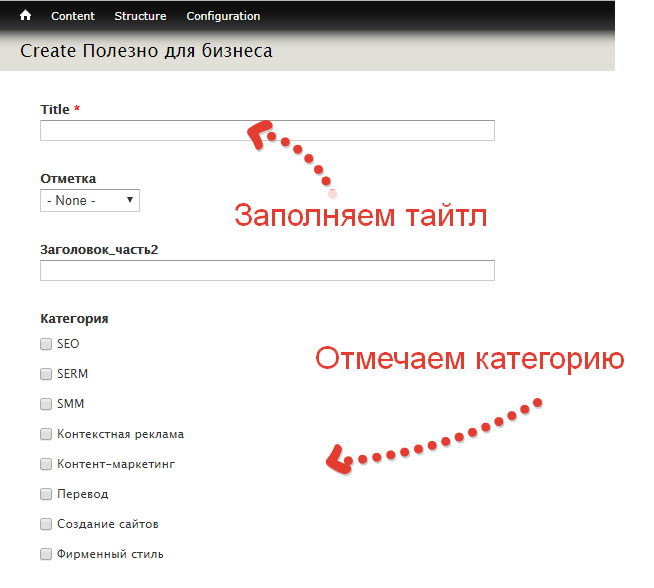 Content Structure Configuration
Create Полезно для бизнеса
Title *
Отметка
- None -
Заполняем тайтл
Заголовок_часть2
Категория
SEO
Отмечаем категорию
SERM
SMM
Контекстная реклама
Контент-маркетинг
Перевод
Создание сайтов
Фирменный стиль